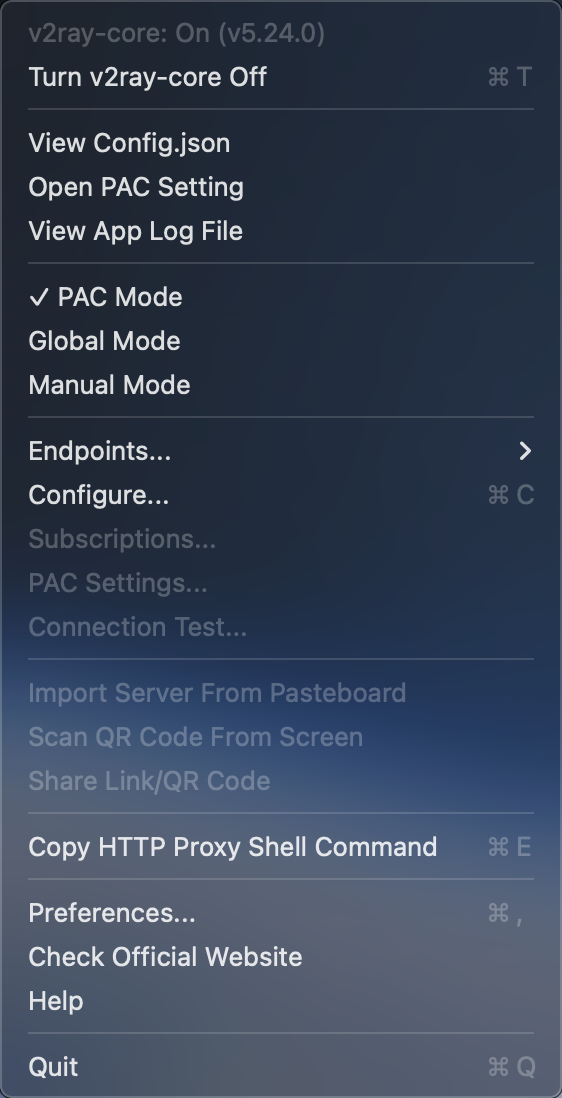 v2ray-core: On (v5.24.0)
Turn v2ray-core Off ⌘ T
View Config.json
Open PAC Setting
View App Log File
✓ PAC Mode
Global Mode
Manual Mode
Endpoints...
Configure... ⌘ C
Subscriptions...
PAC Settings...
Connection Test...
Import Server From Pasteboard
Scan QR Code From Screen
Share Link/QR Code
Copy HTTP Proxy Shell Command ⌘ E
Preferences... ⌘ ,
Check Official Website
Help
Quit ⌘ Q